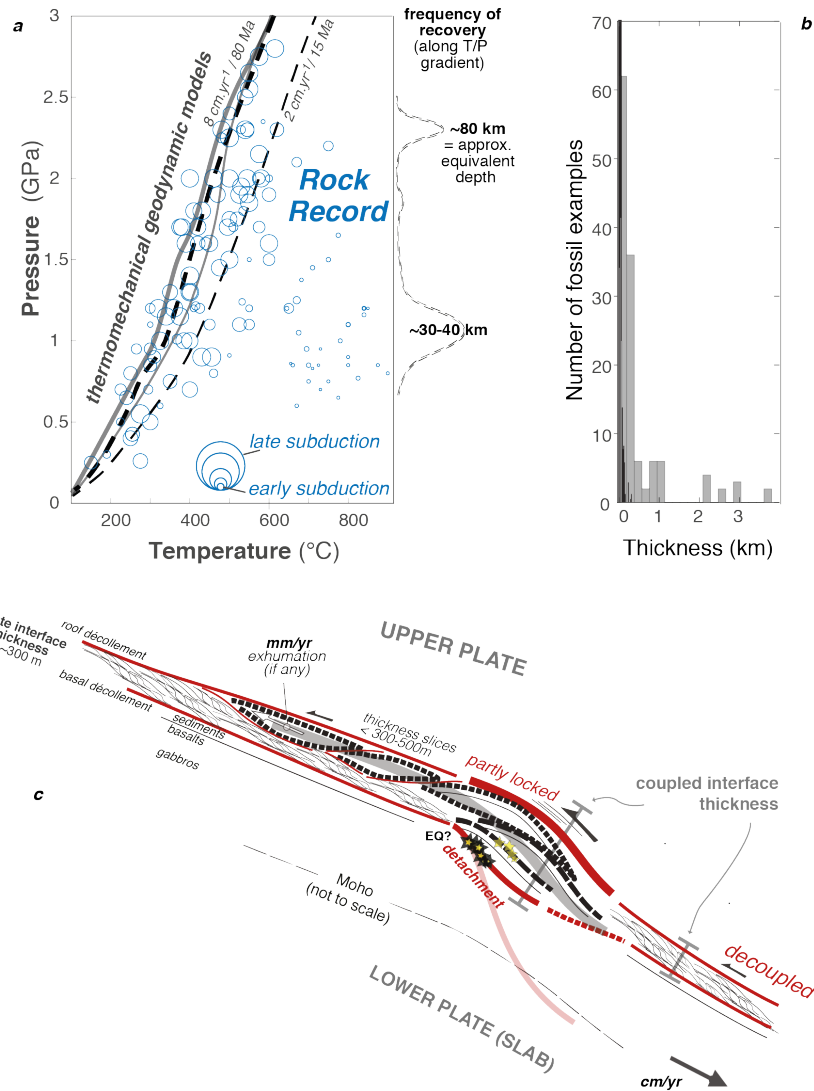 a
3
2.5
2
1.5
1
0.5
0
200
400
600
800
Pressure (GPa)
Temperature (°C)
thermomechanical geodynamic models
8 cm.yr⁻¹ / 80 Ma
2 cm.yr⁻¹ / 15 Ma
Rock
Record
late subduction
early subduction
frequency of
recovery
(along T/P
gradient)
~80 km
= approx.
equivalent
depth
~30-40 km
b
70
60
50
40
30
20
10
0
0
1
2
3
Number of fossil examples
Thickness (km)
c
te interface
hickness
~300 m
roof décollement
basal décollement
sediments
basalts
gabbros
mm/yr
exhumation
(if any)
UPPER PLATE
thickness slices
< 300-500m
partly locked
coupled interface
thickness
EQ?
detachment
Moho
(not to scale)
decoupled
LOWER PLATE (SLAB)
cm/yr